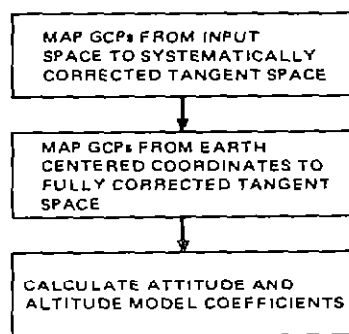 MAP GCPs FROM INPUT
SPACE TO SYSTEMATICALLY
CORRECTED TANGENT SPACE
MAP GCPs FROM EARTH
CENTERED COORDINATES TO
FULLY CORRECTED TANGENT
SPACE
CALCULATE ATTITUDE AND
ALTITUDE MODEL COEFFICIENTS